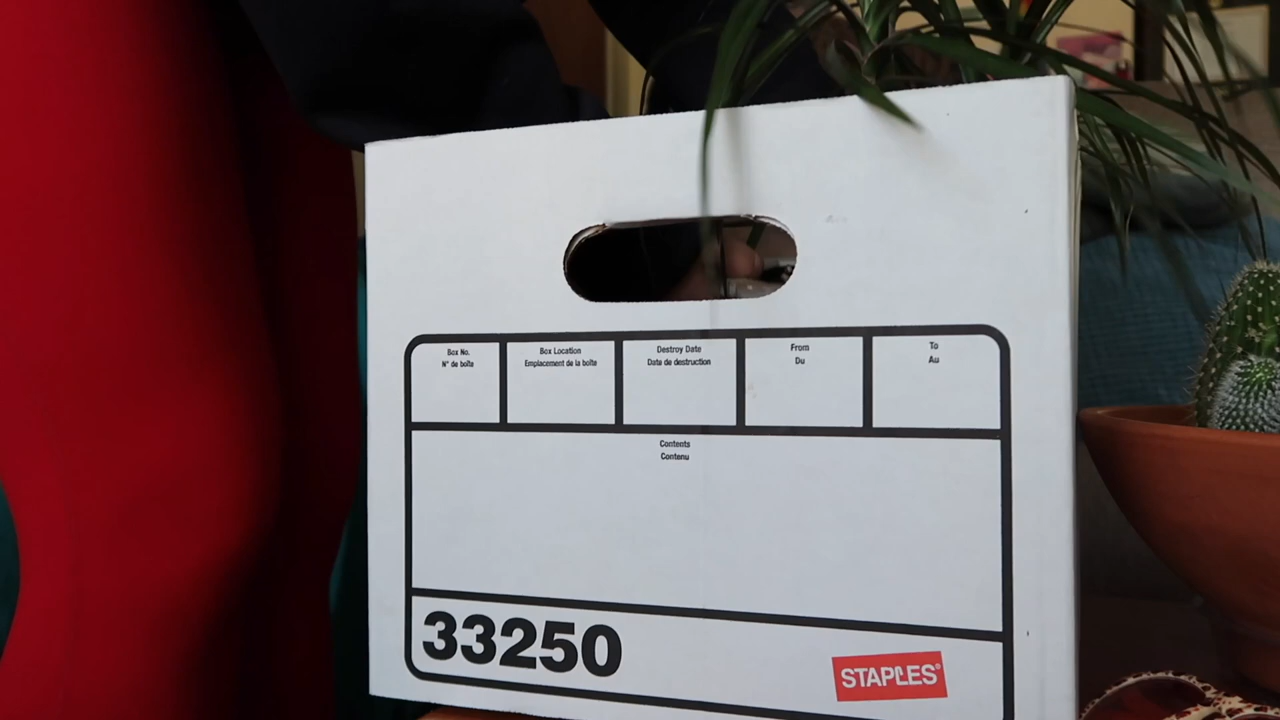 Box No.
N° de boîte
Box Location
Emplacement de la boîte
Destroy Date
Date de destruction
From
Du
To
Au
Contents
Contenu
33250
STAPLES®